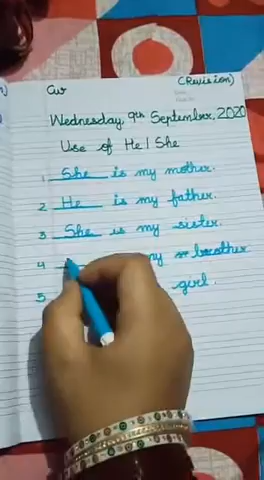 CW (Revision)
Wednesday, 9th September, 2020
Use of He/She
1 She is my mother.
2 He is my father.
3 She is my sister.
4 my brother
5 girl.